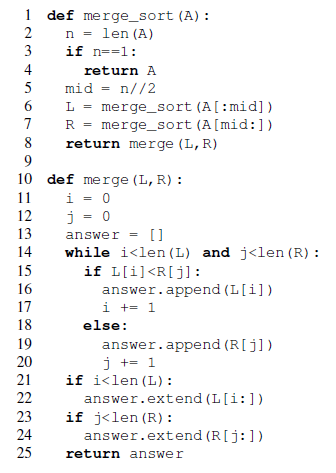 1 def merge_sort(A):
2   n = len(A)
3   if n==1:
4     return A
5   mid = n//2
6   L = merge_sort(A[:mid])
7   R = merge_sort(A[mid:])
8   return merge(L,R)
9
10 def merge(L,R):
11   i = 0
12   j = 0
13   answer = []
14   while i<len(L) and j<len(R):
15     if L[i]<R[j]:
16       answer.append(L[i])
17       i += 1
18     else:
19       answer.append(R[j])
20       j += 1
21   if i<len(L):
22     answer.extend(L[i:])
23   if j<len(R):
24     answer.extend(R[j:])
25   return answer